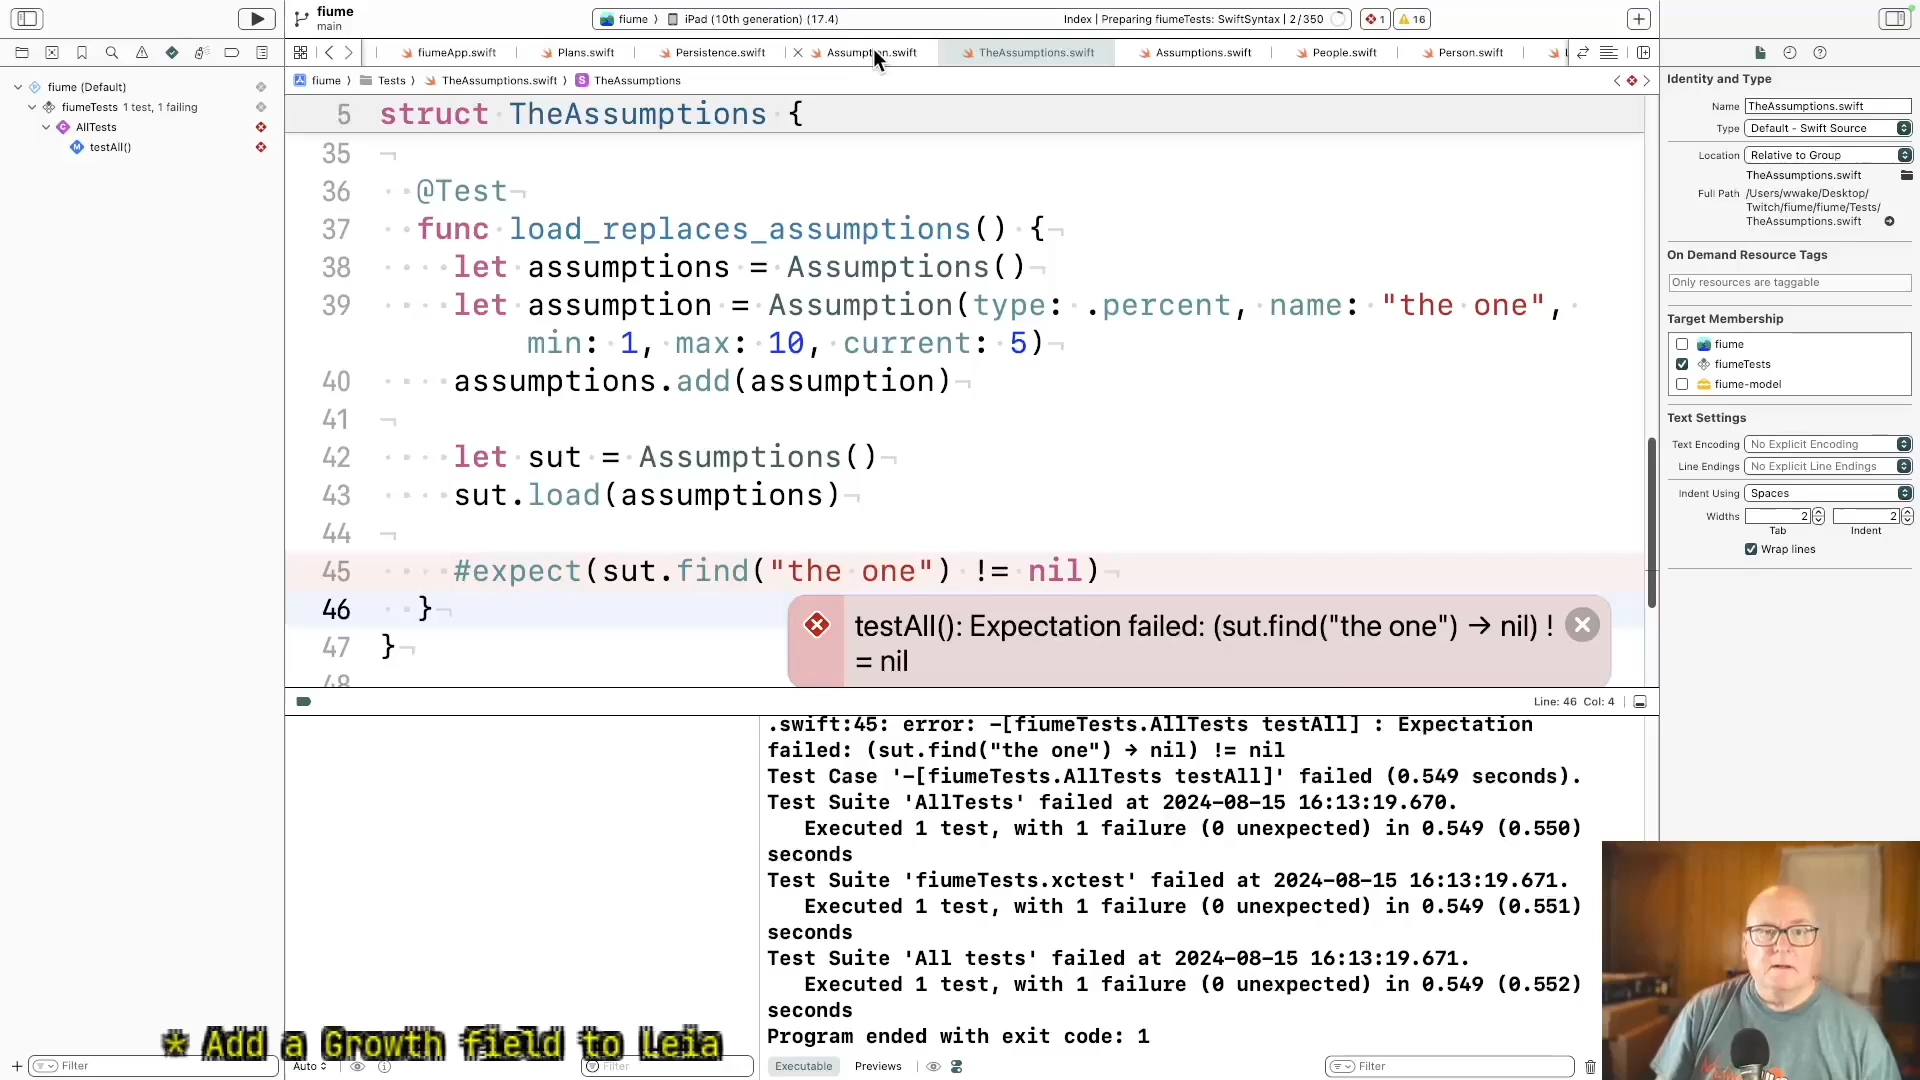 fiume
main
fiume
iPad (10th generation) (17.4)
Index | Preparing fiumeTests: SwiftSyntax | 2/350
1
16
fiumeApp.swift
Plans.swift
Persistence.swift
Assumption.swift
TheAssumptions.swift
Assumptions.swift
People.swift
Person.swift
fiume
Tests
TheAssumptions.swift
S
TheAssumptions
fiume (Default)
fiumeTests 1 test, 1 failing
C AllTests
M testAll()
5 struct TheAssumptions {
35
36 @Test
37 func load_replaces_assumptions() {
38 let assumptions = Assumptions()
39 let assumption = Assumption(type: .percent, name: "the one",
min: 1, max: 10, current: 5)
40 assumptions.add(assumption)
41
42 let sut = Assumptions()
43 sut.load(assumptions)
44
45 #expect(sut.find("the one") != nil)
46 }
47 }
48
testAll(): Expectation failed: (sut.find("the one") → nil) !
= nil
Line: 46 Col: 4
.swift:45: error: -[fiumeTests.AllTests testAll] : Expectation
failed: (sut.find("the one") → nil) != nil
Test Case '-[fiumeTests.AllTests testAll]' failed (0.549 seconds).
Test Suite 'AllTests' failed at 2024-08-15 16:13:19.670.
Executed 1 test, with 1 failure (0 unexpected) in 0.549 (0.550)
seconds
Test Suite 'fiumeTests.xctest' failed at 2024-08-15 16:13:19.671.
Executed 1 test, with 1 failure (0 unexpected) in 0.549 (0.551)
seconds
Test Suite 'All tests' failed at 2024-08-15 16:13:19.671.
Executed 1 test, with 1 failure (0 unexpected) in 0.549 (0.552)
seconds
Program ended with exit code: 1
* Add a Growth field to Leia
Filter
Auto
Filter
Executable
Previews
Filter
Identity and Type
Name TheAssumptions.swift
Type Default - Swift Source
Location Relative to Group
TheAssumptions.swift
Full Path /Users/wwake/Desktop/
Twitch/fiume/fiume/Tests/
TheAssumptions.swift
On Demand Resource Tags
Only resources are taggable
Target Membership
fiume
fiumeTests
fiume-model
Text Settings
Text Encoding No Explicit Encoding
Line Endings No Explicit Line Endings
Indent Using Spaces
Widths 2 2
Tab Indent
Wrap lines